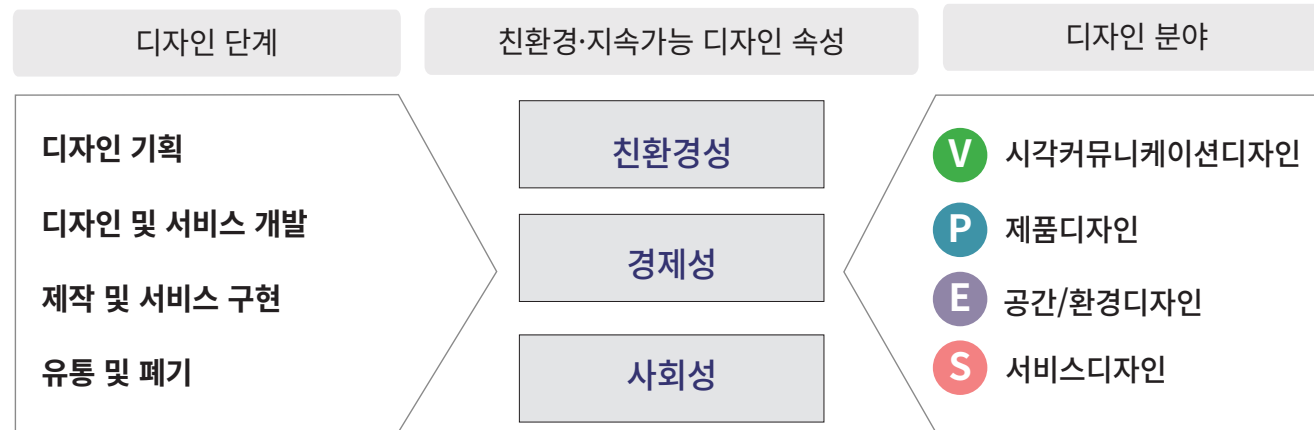 디자인 단계
친환경·지속가능 디자인 속성
디자인 분야
디자인 기획
디자인 및 서비스 개발
제작 및 서비스 구현
유통 및 폐기
친환경성
경제성
사회성
V 시각커뮤니케이션디자인
P 제품디자인
E 공간/환경디자인
S 서비스디자인